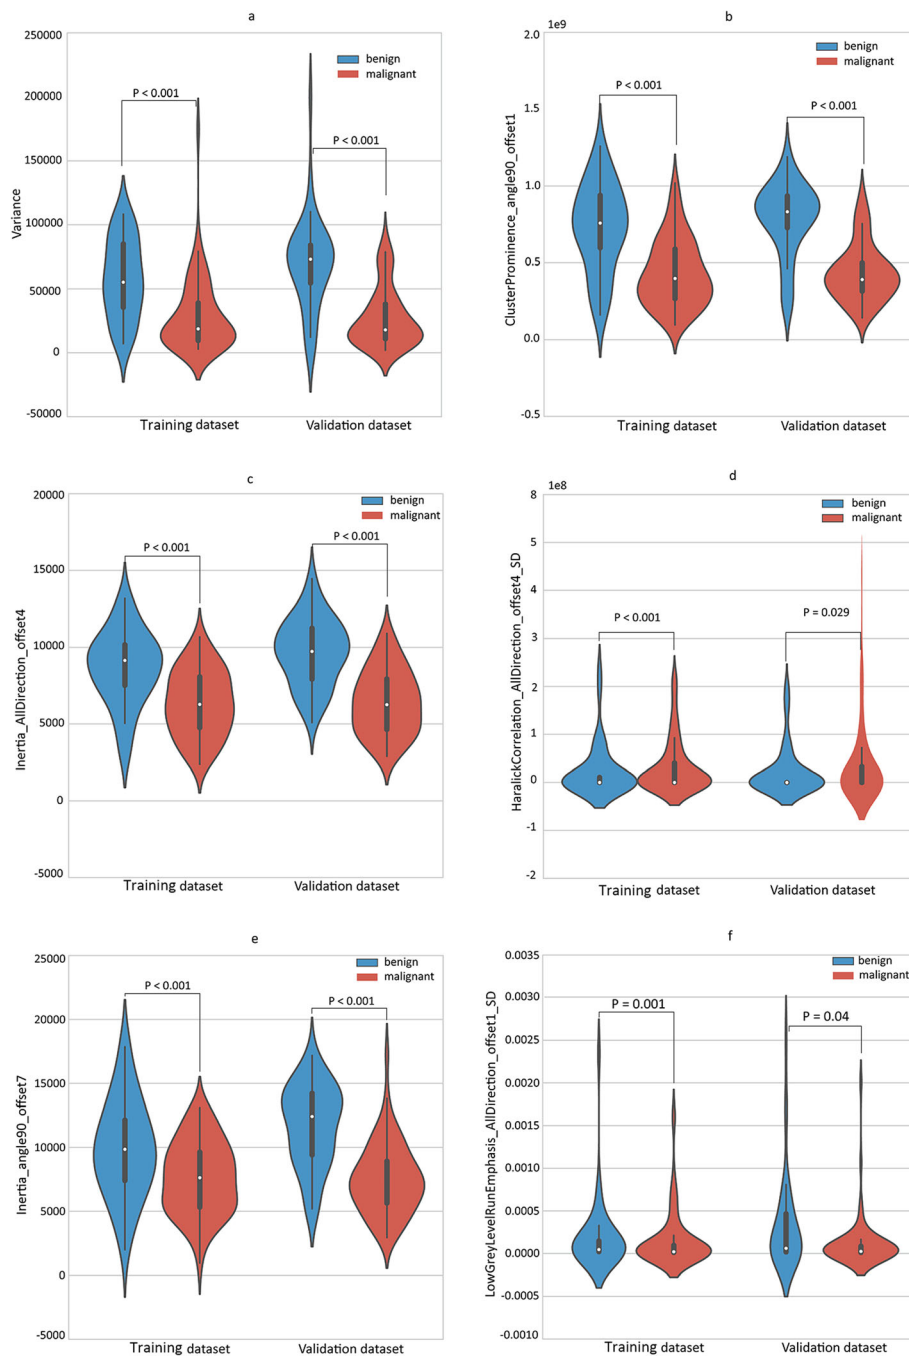 a
250000
200000
150000
100000
50000
0
-50000
Variance
benign
malignant
P < 0.001
P < 0.001
Training dataset
Validation dataset
b
1e9
2.0
1.5
1.0
0.5
0.0
-0.5
ClusterProminence_angle90_offset1
benign
malignant
P < 0.001
P < 0.001
Training dataset
Validation dataset
c
20000
15000
10000
5000
0
-5000
Inertia_AllDirection_offset4
benign
malignant
P < 0.001
P < 0.001
Training dataset
Validation dataset
d
1e8
8
5
3
2
1
0
-1
-2
HaralickCorrelation_AllDirection_offset4_SD
benign
malignant
P < 0.001
P = 0.029
Training dataset
Validation dataset
e
25000
20000
15000
10000
5000
0
-5000
Inertia_angle90_offset7
benign
malignant
P < 0.001
P < 0.001
Training dataset
Validation dataset
f
0.0035
0.0030
0.0025
0.0020
0.0010
0.0005
0.0000
-0.0005
-0.0010
LowGreyLevelRunEmphasis_AllDirection_offset1_SD
benign
malignant
P = 0.001
P = 0.04
Training dataset
Validation dataset